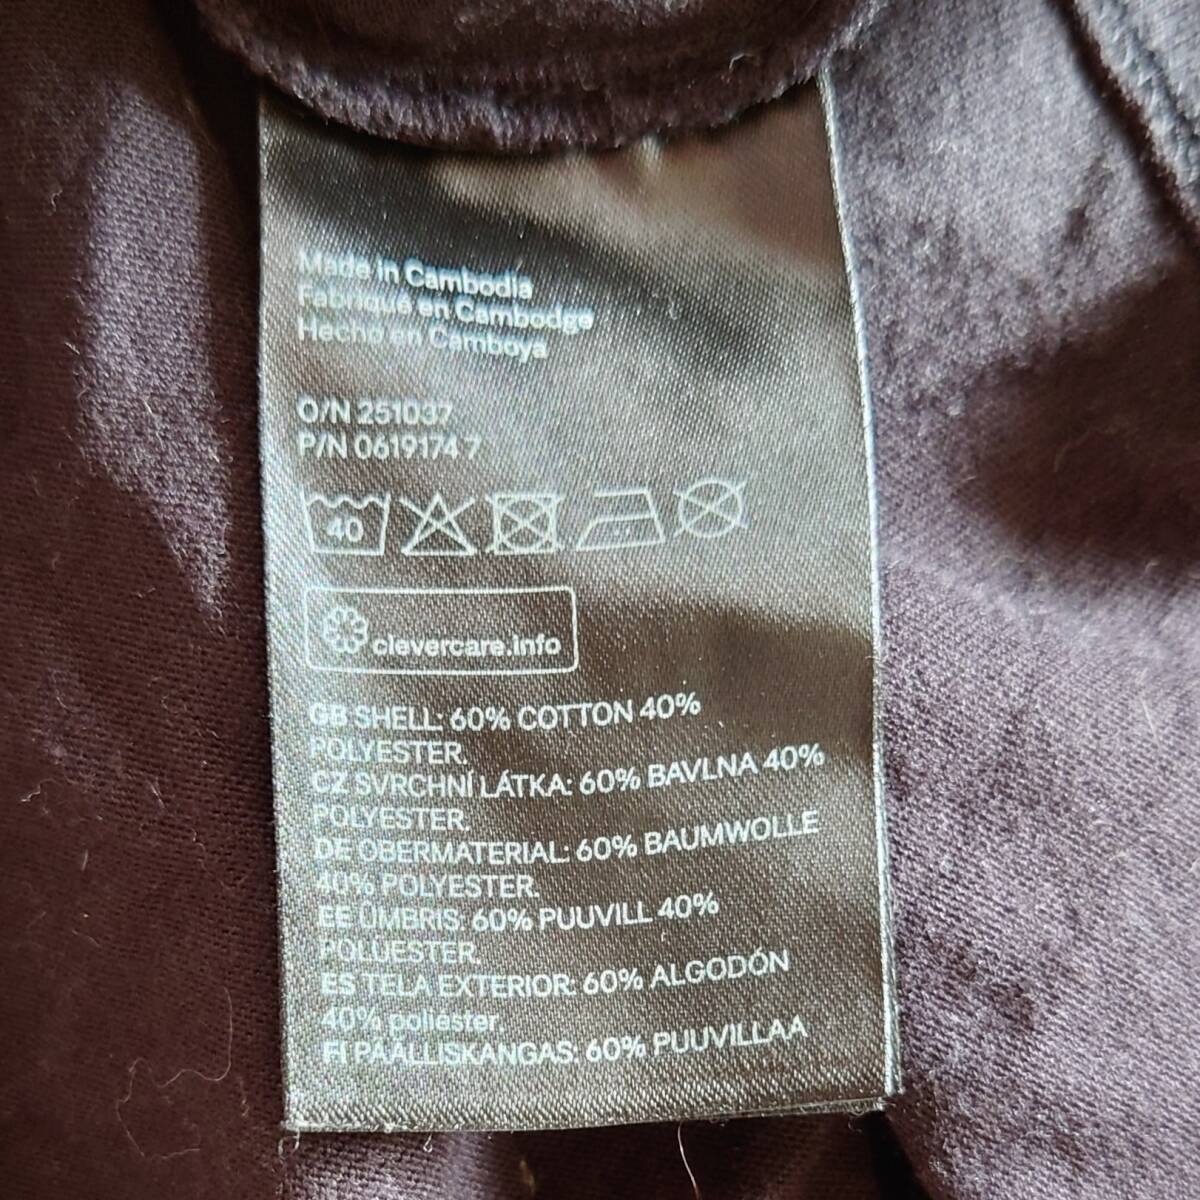 Made in Cambodia
Fabriqué en Cambodge
Hecho en Camboya
O/N 251037
P/N 0619174 7
40
clevercare.info
GB SHELL: 60% COTTON 40%
POLYESTER.
CZ SVRCHNÍ LÁTKA: 60% BAVLNA 40%
POLYESTER.
DE OBERMATERIAL: 60% BAUMWOLLE
40% POLYESTER.
EE ÜMBRIS: 60% PUUVILL 40%
POLÜESTER.
ES TELA EXTERIOR: 60% ALGODÓN
40% poliéster.
FI PÄÄLLISKANGAS: 60% PUUVILLAA